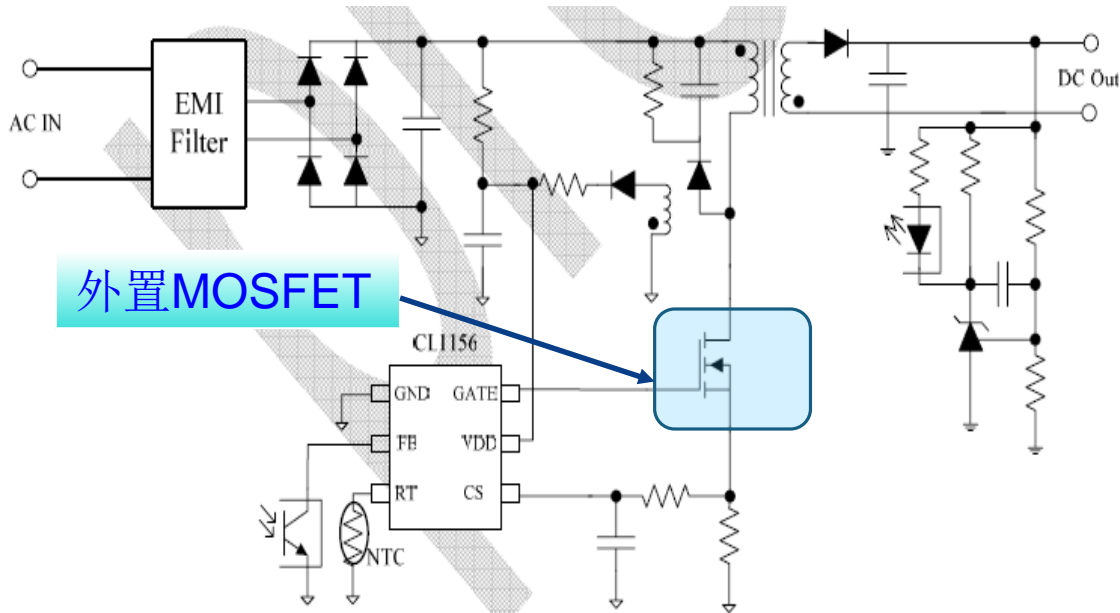 AC IN
EMI
Filter
DC Out
外置MOSFET
CL1156
GND
GATE
FB
VDD
RT
CS
NTC